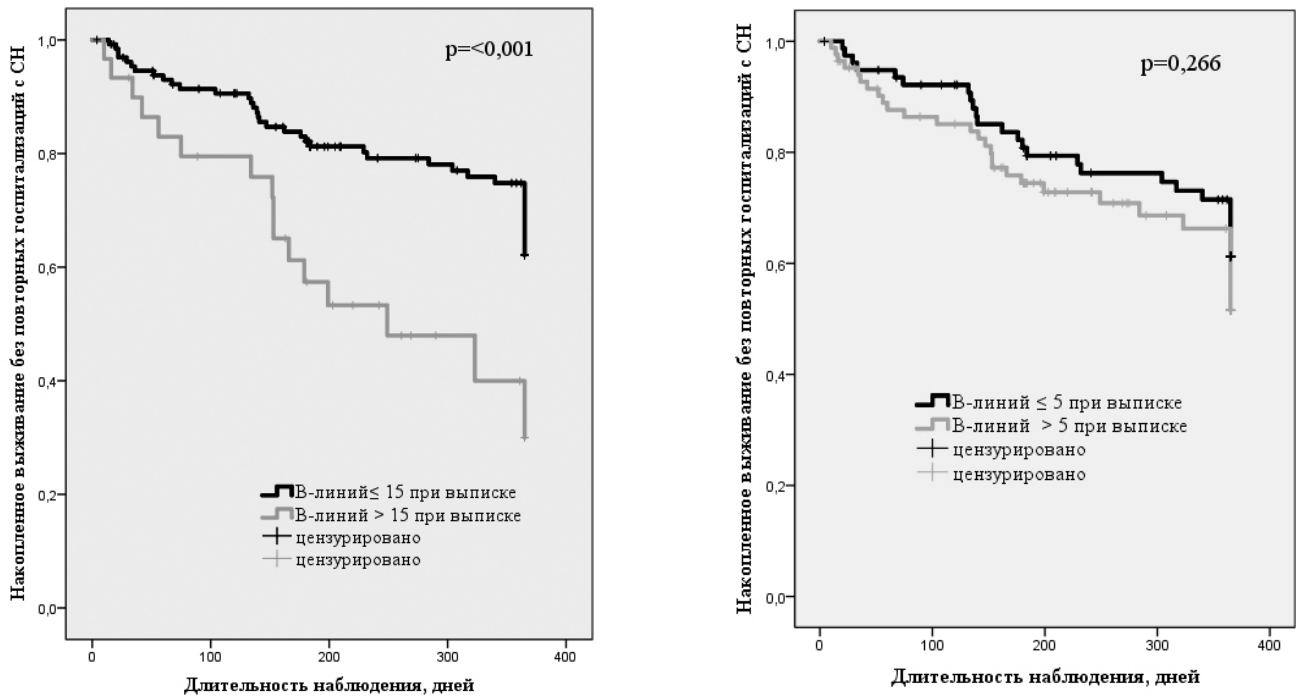 Накопленное выживание без повторных госпитализаций с СН
1,0
0,8
0,6
0,4
0,2
0,0
p=<0,001
В-линий≤ 15 при выписке
В-линий > 15 при выписке
цензурировано
цензурировано
0 100 200 300 400
Длительность наблюдения, дней
Накопленное выживание без повторных госпитализаций с СН
1,0
0,8
0,6
0,4
0,2
0,0
p=0,266
В-линий ≤ 5 при выписке
В-линий > 5 при выписке
цензурировано
цензурировано
0 100 200 300 400
Длительность наблюдения, дней